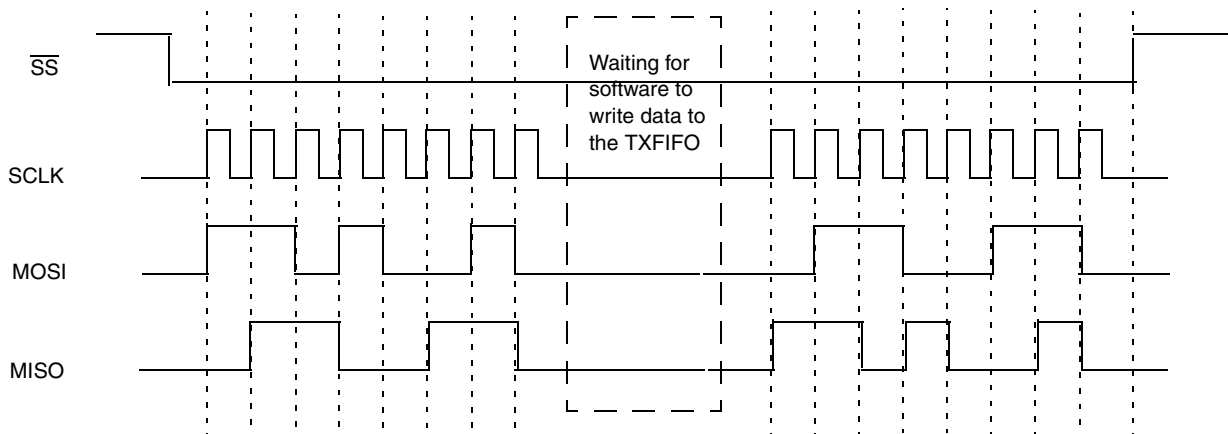 SS
Waiting for
software to
write data to
the TXFIFO
SCLK
MOSI
MISO